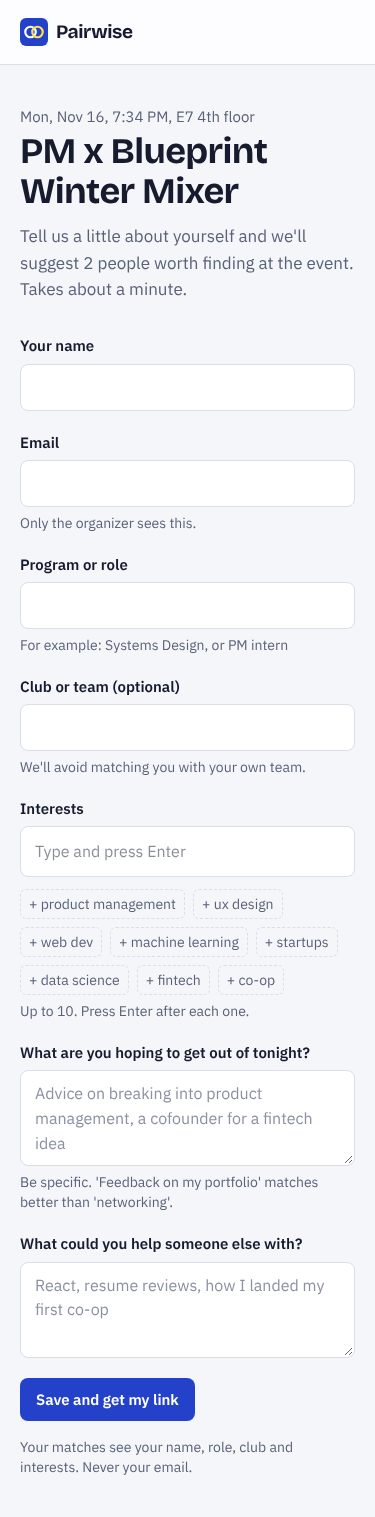 Pairwise
Mon, Nov 16, 7:34 PM, E7 4th floor
PM x Blueprint
Winter Mixer
Tell us a little about yourself and we'll
suggest 2 people worth finding at the event.
Takes about a minute.
Your name
Email
Only the organizer sees this.
Program or role
For example: Systems Design, or PM intern
Club or team (optional)
We'll avoid matching you with your own team.
Interests
Type and press Enter
+ product management + ux design
+ web dev + machine learning + startups
+ data science + fintech + co-op
Up to 10. Press Enter after each one.
What are you hoping to get out of tonight?
Advice on breaking into product
management, a cofounder for a fintech
idea
Be specific. 'Feedback on my portfolio' matches
better than 'networking'.
What could you help someone else with?
React, resume reviews, how I landed my
first co-op
Save and get my link
Your matches see your name, role, club and
interests. Never your email.